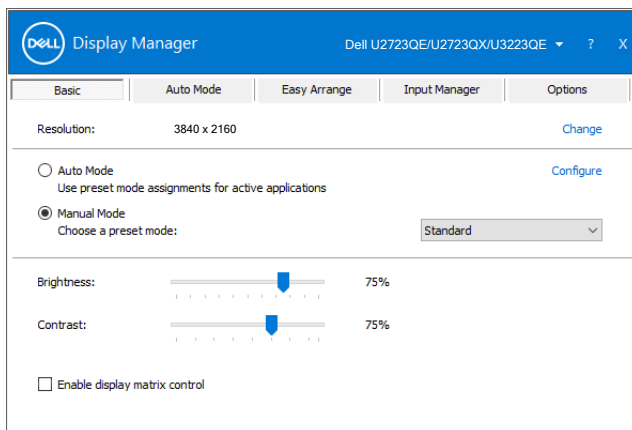 DELL Display Manager Dell U2723QE/U2723QX/U3223QE ? X
Basic Auto Mode Easy Arrange Input Manager Options
Resolution: 3840 x 2160 Change
Auto Mode Configure
Use preset mode assignments for active applications
Manual Mode
Choose a preset mode: Standard
Brightness: 75%
Contrast: 75%
Enable display matrix control